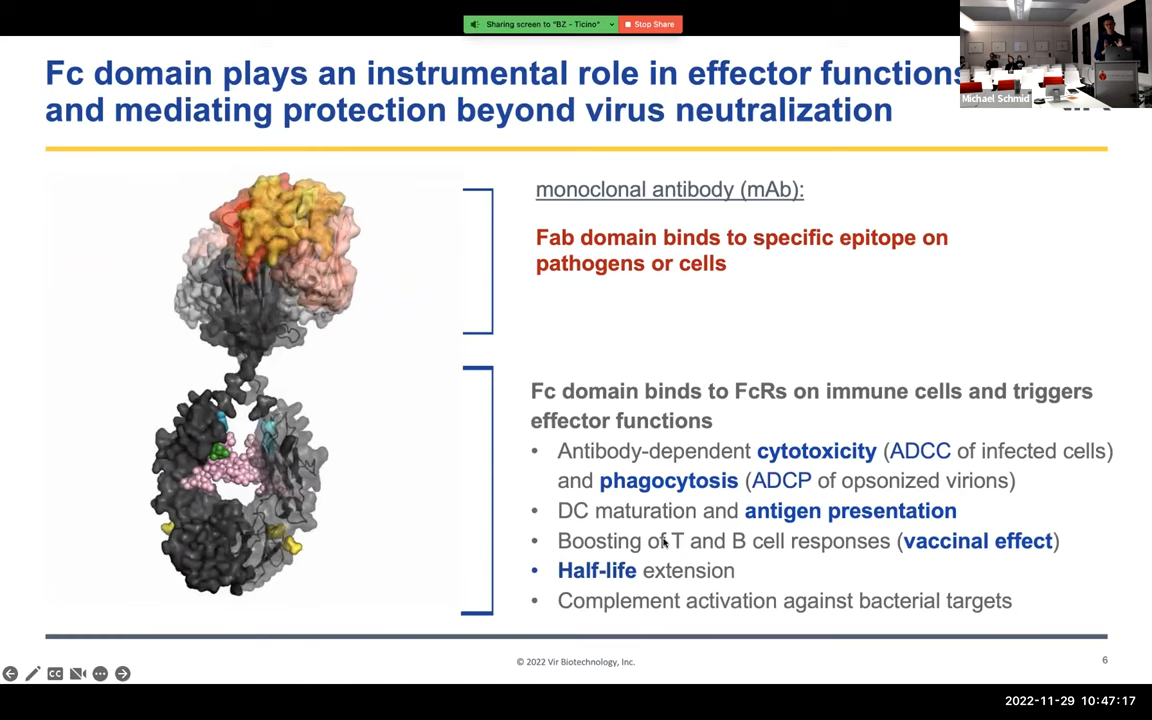 Sharing screen to "BZ - Ticino"
Stop Share
Fc domain plays an instrumental role in effector functions
and mediating protection beyond virus neutralization
Michael Schmid
monoclonal antibody (mAb):
Fab domain binds to specific epitope on
pathogens or cells
Fc domain binds to FcRs on immune cells and triggers
effector functions
• Antibody-dependent cytotoxicity (ADCC of infected cells)
and phagocytosis (ADCP of opsonized virions)
• DC maturation and antigen presentation
• Boosting of T and B cell responses (vaccinal effect)
• Half-life extension
• Complement activation against bacterial targets
© 2022 Vir Biotechnology, Inc.
6
CC
2022-11-29 10:47:17